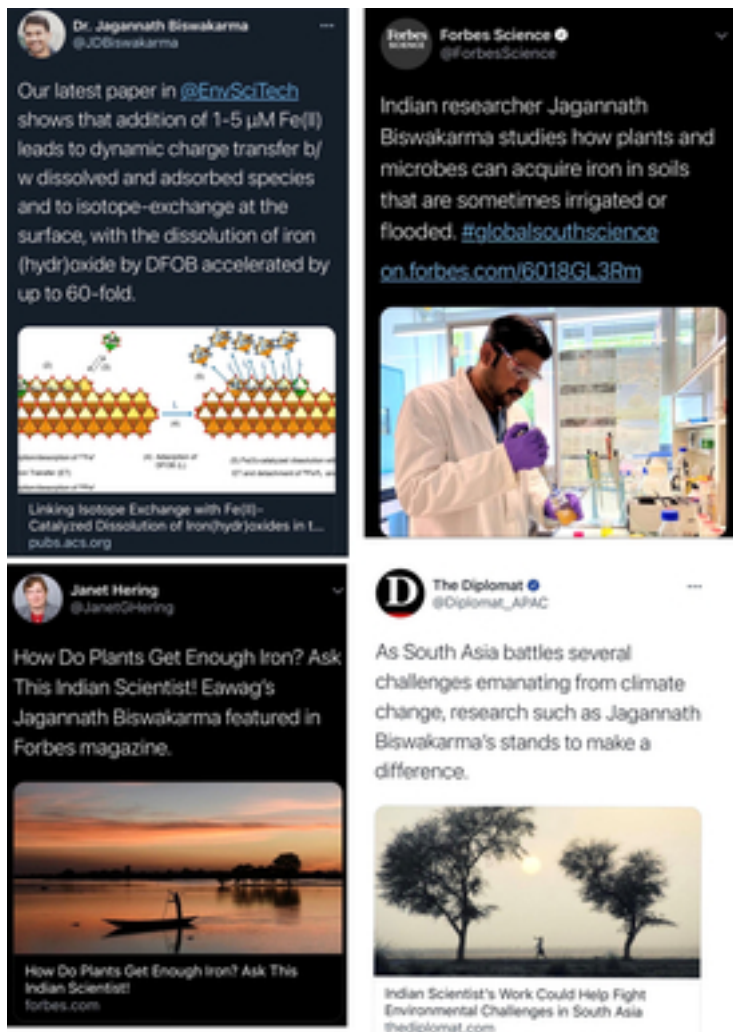 Dr. Jagannath Biswakarma
@JDBiswakarma
Our latest paper in @EnvSciTech
shows that addition of 1-5 µM Fe(II)
leads to dynamic charge transfer b/
w dissolved and adsorbed species
and to isotope-exchange at the
surface, with the dissolution of iron
(hydr)oxide by DFOB accelerated by
up to 60-fold.
Linking Isotope Exchange with Fe(II)-
Catalyzed Dissolution of Iron(hydr)oxides in t...
pubs.acs.org
Forbes
SCIENCE
Forbes Science
@ForbesScience
Indian researcher Jagannath
Biswakarma studies how plants and
microbes can acquire iron in soils
that are sometimes irrigated or
flooded. #globalsouthscience
on.forbes.com/6018GL3Rm
Janet Hering
@JanetGHering
How Do Plants Get Enough Iron? Ask
This Indian Scientist! Eawag's
Jagannath Biswakarma featured in
Forbes magazine.
How Do Plants Get Enough Iron? Ask This
Indian Scientist!
forbes.com
D
The Diplomat
@Diplomat_APAC
As South Asia battles several
challenges emanating from climate
change, research such as Jagannath
Biswakarma's stands to make a
difference.
Indian Scientist's Work Could Help Fight
Environmental Challenges in South Asia
thediplomat.com